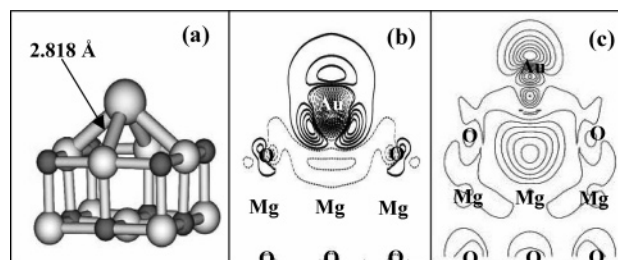 (a)
2.818 Å
(b)
Au
O O
Mg Mg Mg
O O O
(c)
Au
O O
Mg Mg Mg
O O O